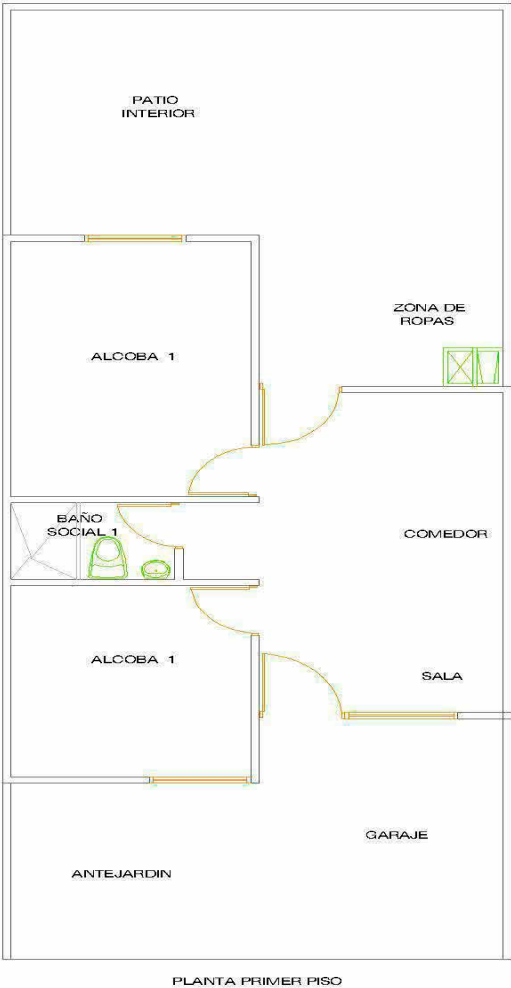 PATIO
INTERIOR
ZONA DE
ROPAS
ALCOBA 1
BAÑO
SOCIAL 1
COMEDOR
ALCOBA 1
SALA
GARAJE
ANTEJARDIN
PLANTA PRIMER PISO